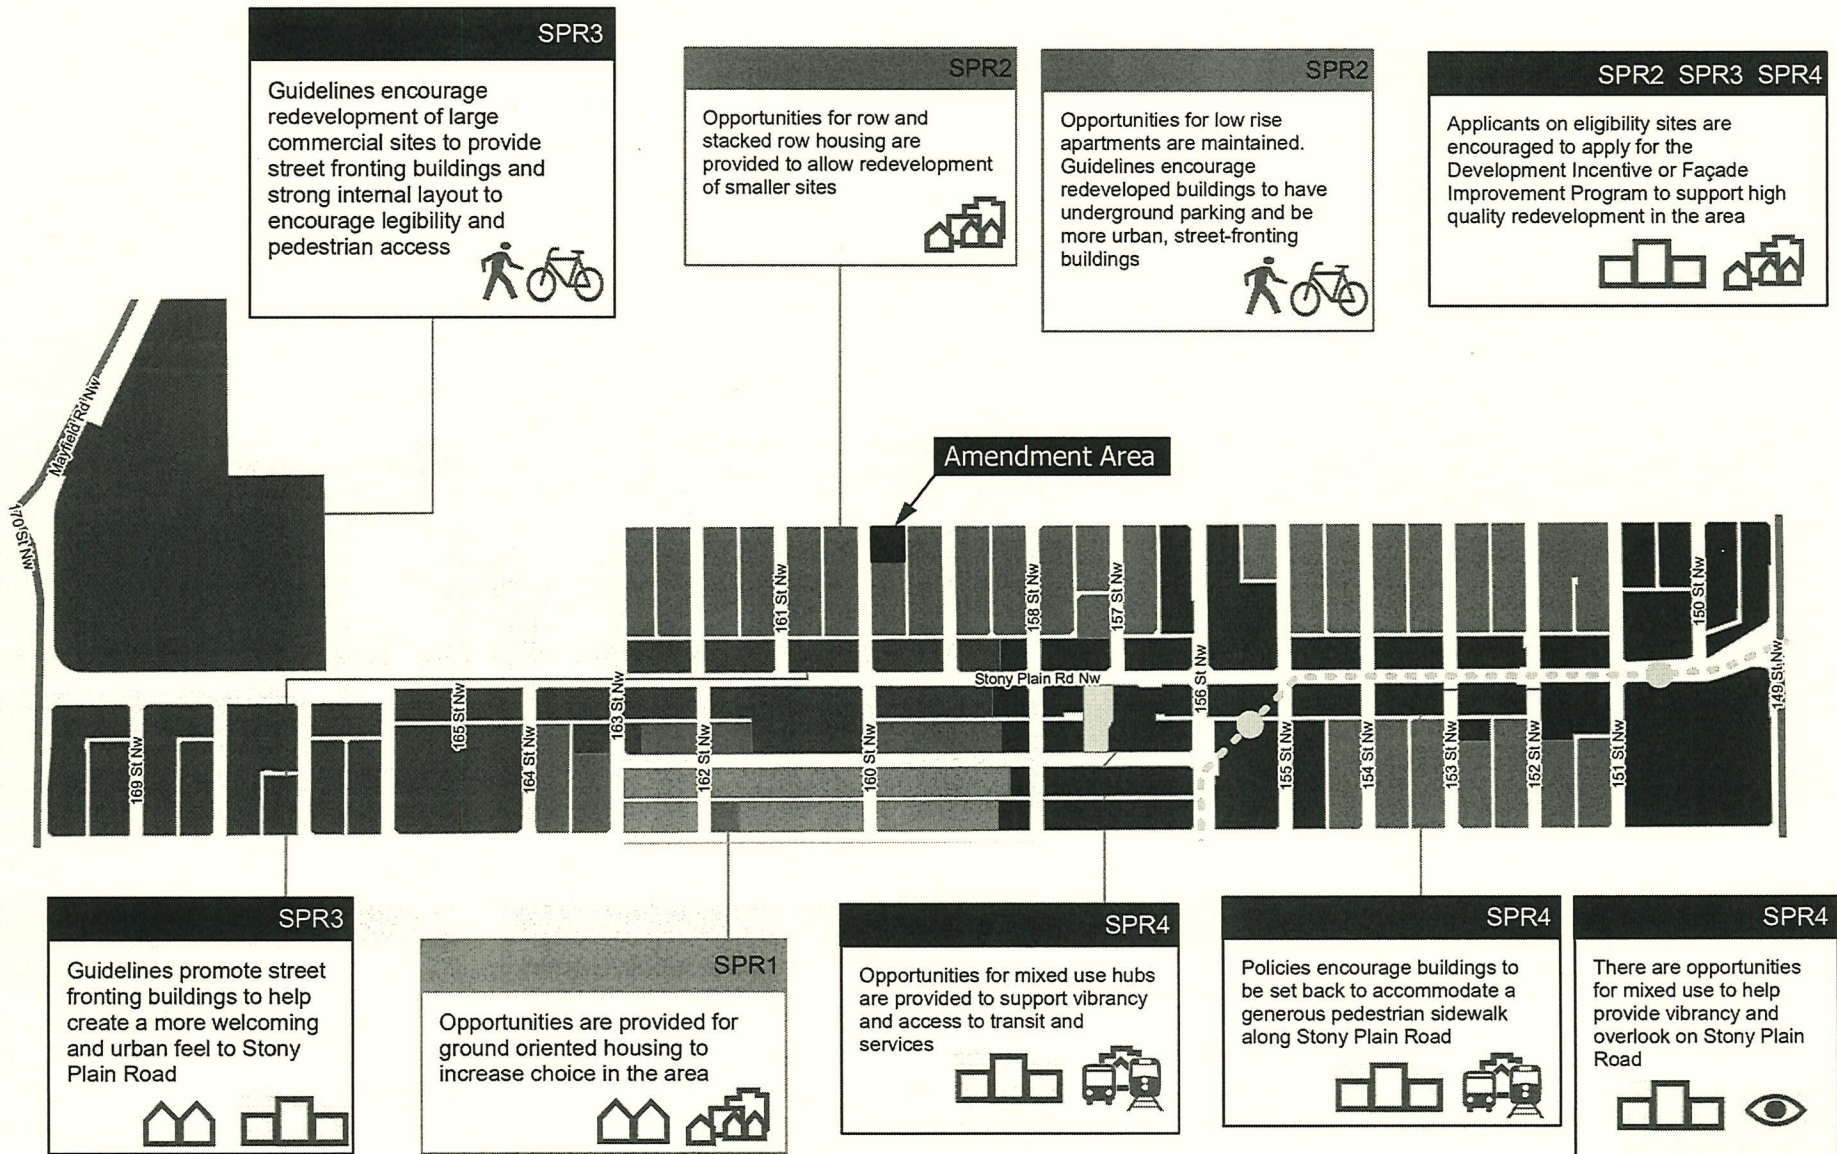 SPR3
Guidelines encourage
redevelopment of large
commercial sites to provide
street fronting buildings and
strong internal layout to
encourage legibility and
pedestrian access
SPR2
Opportunities for row and
stacked row housing are
provided to allow redevelopment
of smaller sites
SPR2
Opportunities for low rise
apartments are maintained.
Guidelines encourage
redeveloped buildings to have
underground parking and be
more urban, street-fronting
buildings
SPR2 SPR3 SPR4
Applicants on eligibility sites are
encouraged to apply for the
Development Incentive or Façade
Improvement Program to support high
quality redevelopment in the area
Amendment Area
Mayfield Rd Nw
170 St Nw
161 St Nw
158 St Nw
157 St Nw
150 St Nw
Stony Plain Rd Nw
156 St Nw
149 St Nw
169 St Nw
165 St Nw
164 St Nw
163 St Nw
162 St Nw
160 St Nw
155 St Nw
154 St Nw
153 St Nw
152 St Nw
151 St Nw
SPR3
Guidelines promote street
fronting buildings to help
create a more welcoming
and urban feel to Stony
Plain Road
SPR1
Opportunities are provided for
ground oriented housing to
increase choice in the area
SPR4
Opportunities for mixed use hubs
are provided to support vibrancy
and access to transit and
services
SPR4
Policies encourage buildings to
be set back to accommodate a
generous pedestrian sidewalk
along Stony Plain Road
SPR4
There are opportunities
for mixed use to help
provide vibrancy and
overlook on Stony Plain
Road